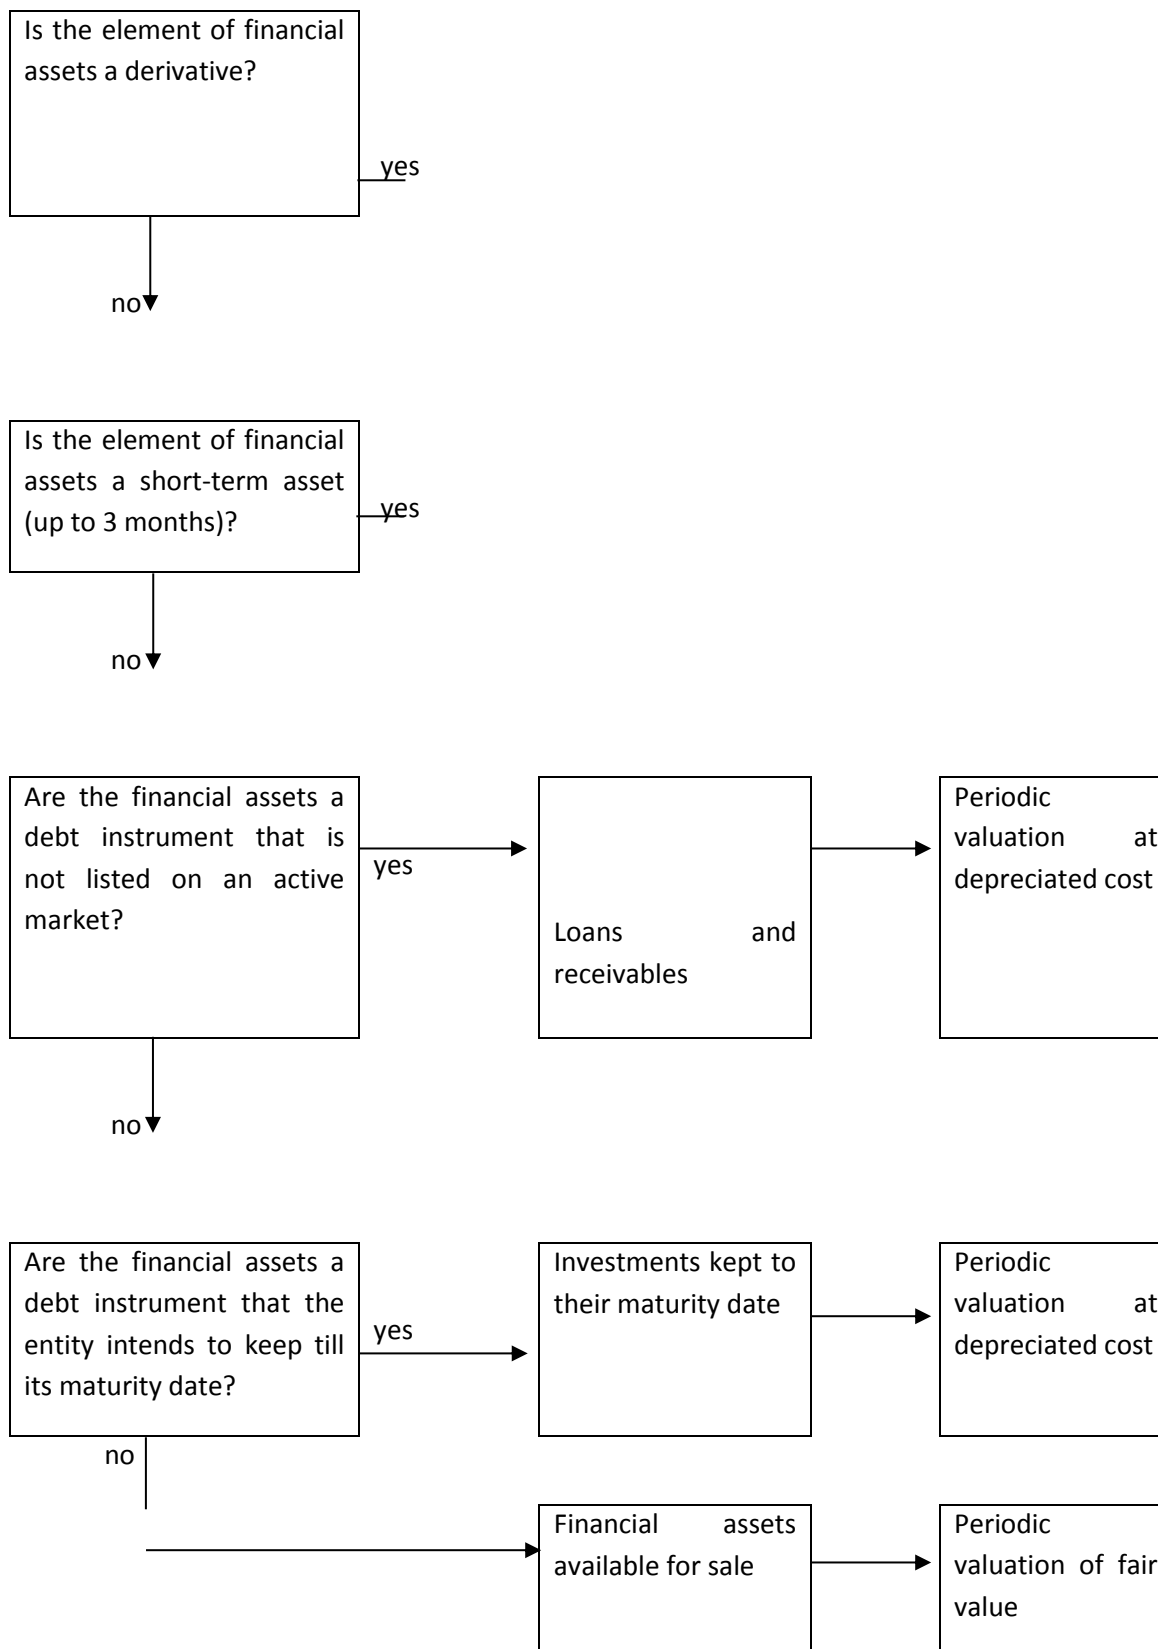 Is the element of financial
assets a derivative?
yes
no
Is the element of financial
assets a short-term asset
(up to 3 months)?
yes
no
Are the financial assets a
debt instrument that is
not listed on an active
market?
yes
Loans and
receivables
Periodic
valuation at
depreciated cost
no
Are the financial assets a
debt instrument that the
entity intends to keep till
its maturity date?
yes
Investments kept to
their maturity date
Periodic
valuation at
depreciated cost
no
Financial assets
available for sale
Periodic
valuation of fair
value